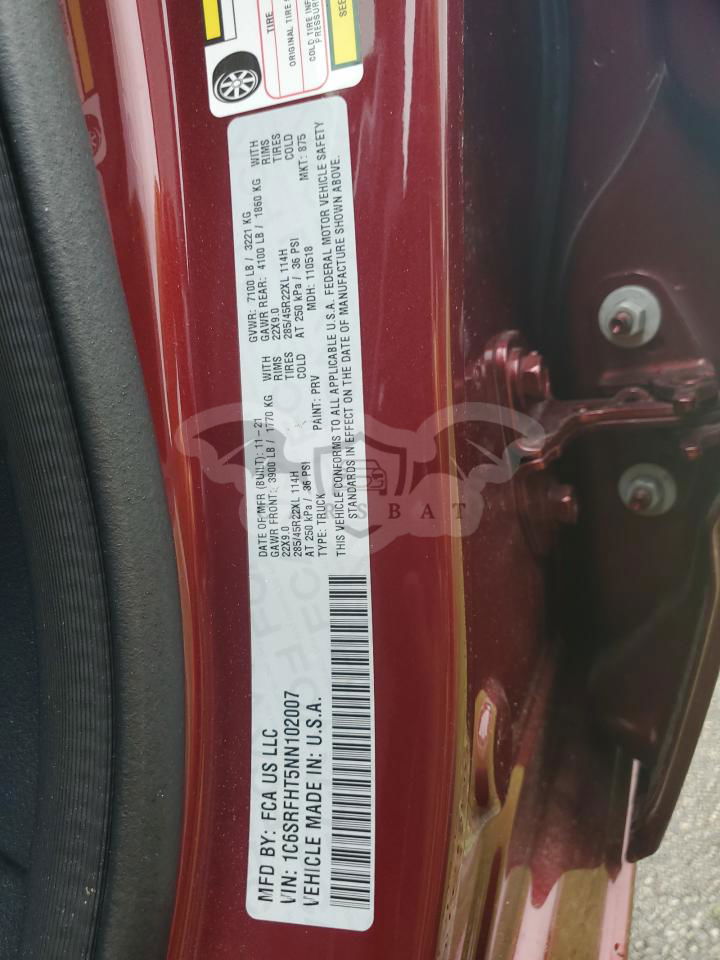 MFD BY: FCA US LLC
VIN: 1C6SRFHT5NN102007
VEHICLE MADE IN: U.S.A.
DATE OF MFR (BUILT): 11-21
GAWR FRONT: 3900 LB / 1770 KG WITH
22X9.0 RIMS
285/45R22XL 114H TIRES
AT 250 kPa / 36 PSI COLD
TYPE: TRUCK PAINT: PRV
GVWR: 7100 LB / 3221 KG
GAWR REAR: 4100 LB / 1860 KG WITH
22X9.0 RIMS
285/45R22XL 114H TIRES
AT 250 kPa / 36 PSI COLD
MDH: 110518 MKT: 875
THIS VEHICLE CONFORMS TO ALL APPLICABLE U.S.A. FEDERAL MOTOR VEHICLE SAFETY
STANDARDS IN EFFECT ON THE DATE OF MANUFACTURE SHOWN ABOVE.
TIRE
ORIGINAL TIRE
COLD TIRE
PRESSURE
SEE